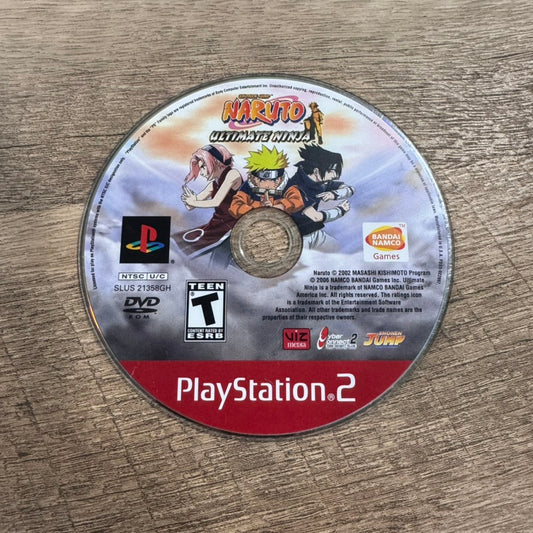 NARUTO
ULTIMATE NINJA
NTSC U/C
SLUS 21358GH
DVD
ROM
TEEN
T
CONTENT RATED BY
ESRB
BANDAI
NAMCO
Games
Naruto © 2002 MASASHI KISHIMOTO Program
© 2006 NAMCO BANDAI Games Inc. Ultimate
Ninja is a trademark of NAMCO BANDAI Games
America Inc. All rights reserved. The ratings icon
is a trademark of the Entertainment Software
Association. All other trademarks and trade names are the
properties of their respective owners.
VIZ
media
CyberConnect2
SHONEN
JUMP
PlayStation®2